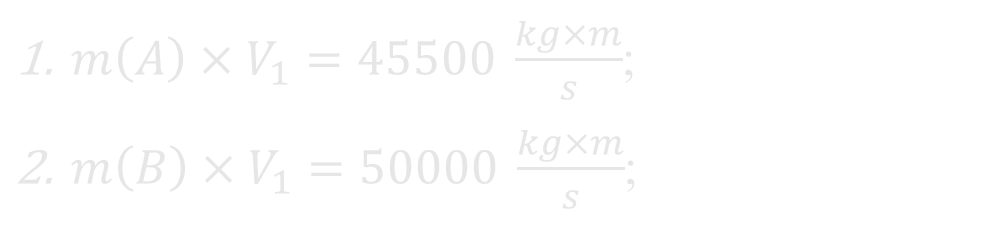 1. m(A) × V₁ = 45500 kg×m/s;
2. m(B) × V₁ = 50000 kg×m/s;